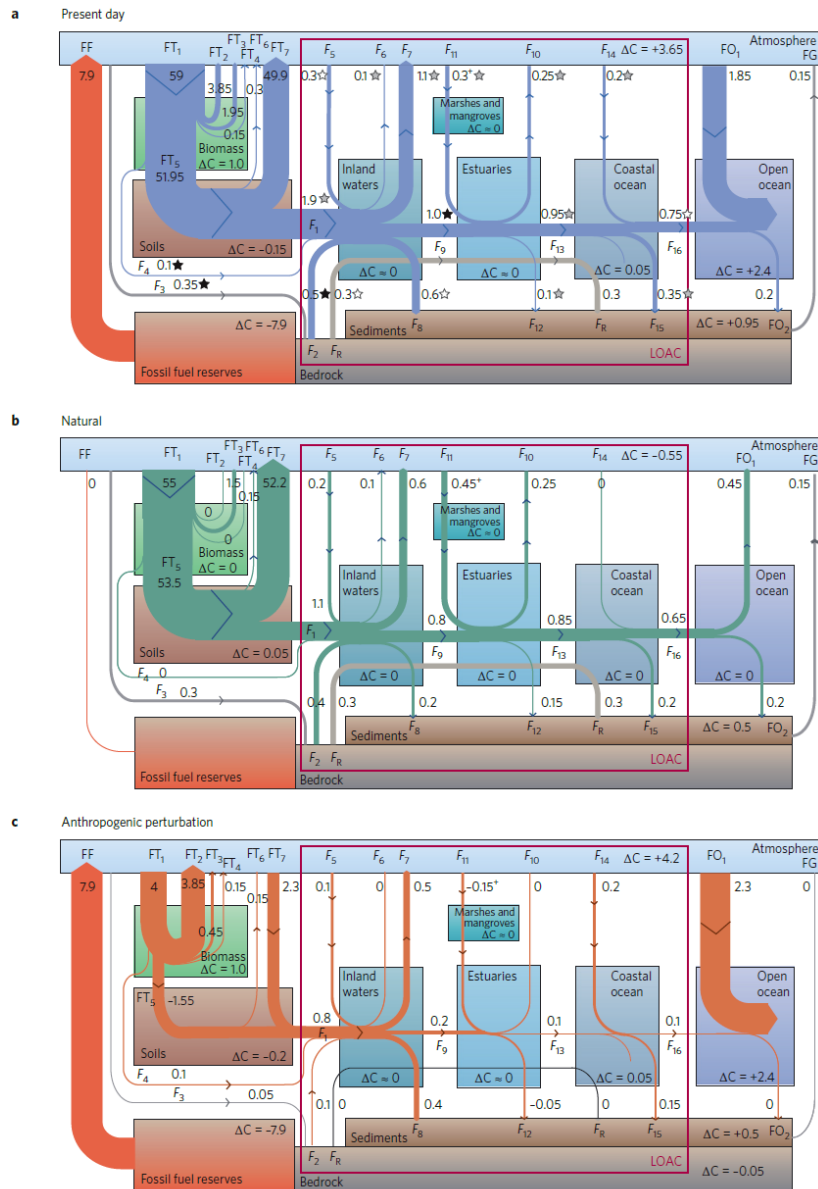 a Present day
FF FT1 FT2 FT3 FT4 FT6 FT7 F5 F6 F7 F11 F10 F14 ΔC = +3.65 FO1 Atmosphere FG
7.9 59 3.85 0.3 49.9 0.3☆ 0.1☆ 1.1☆ 0.3+☆ 0.25☆ 0.2☆ 1.85 0.15
1.95
0.15
Biomass
ΔC = 1.0
Marshes and
mangroves
ΔC ≈ 0
FT5
51.95
Inland
waters
Estuaries
Coastal
ocean
Open
ocean
1.9☆ 1.0★ 0.95☆ 0.75☆
F1 F9 F13 F16
Soils ΔC = −0.15
F4 0.1★
F3 0.35★
ΔC ≈ 0 ΔC ≈ 0 ΔC = 0.05 ΔC = +2.4
0.5★ 0.3☆ 0.6☆ 0.1☆ 0.3 0.35☆ 0.2
ΔC = −7.9
Sediments F8 F12 FR F15 ΔC = +0.95 FO2
F2 FR LOAC
Fossil fuel reserves Bedrock
b Natural
FF FT1 FT2 FT3 FT4 FT6 FT7 F5 F6 F7 F11 F10 F14 ΔC = −0.55 FO1 Atmosphere FG
0 55 1.5 0.15 52.2 0.2 0.1 0.6 0.45+ 0.25 0 0.45 0.15
0
0
Biomass
ΔC = 0
Marshes and
mangroves
ΔC ≈ 0
FT5
53.5
Inland
waters
Estuaries
Coastal
ocean
Open
ocean
1.1 0.8 0.85 0.65
F1 F9 F13 F16
Soils ΔC = 0.05
F4 0
F3 0.3
ΔC = 0 ΔC = 0 ΔC = 0 ΔC = 0
0.4 0.3 0.2 0.15 0.3 0.2 0.2
Sediments F8 F12 FR F15 ΔC = 0.5 FO2
F2 FR LOAC
Fossil fuel reserves Bedrock
c Anthropogenic perturbation
FF FT1 FT2 FT3 FT4 FT6 FT7 F5 F6 F7 F11 F10 F14 ΔC = +4.2 FO1 Atmosphere FG
7.9 4 3.85 0.15 0.15 2.3 0.1 0 0.5 −0.15+ 0 0.2 2.3 0
0.45
Biomass
ΔC = 1.0
Marshes and
mangroves
ΔC ≈ 0
FT5 −1.55
Inland
waters
Estuaries
Coastal
ocean
Open
ocean
0.8 0.2 0.1 0.1
F1 F9 F13 F16
Soils ΔC = −0.2
F4 0.1
F3 0.05
ΔC ≈ 0 ΔC ≈ 0 ΔC = 0.05 ΔC = +2.4
0.1 0 0.4 −0.05 0 0.15 0
ΔC = −7.9
Sediments F8 F12 FR F15 ΔC = +0.5 FO2
F2 FR LOAC ΔC = −0.05
Fossil fuel reserves Bedrock